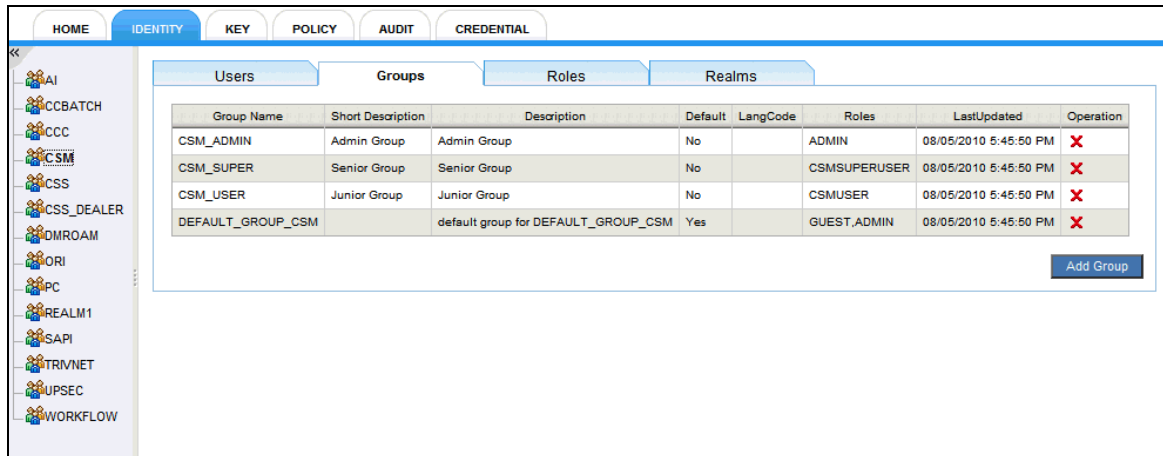 HOME IDENTITY KEY POLICY AUDIT CREDENTIAL
«
AI
CCBATCH
CCC
CSM
CSS
CSS_DEALER
DMROAM
ORI
PC
REALM1
SAPI
TRIVNET
UPSEC
WORKFLOW
Users Groups Roles Realms
Group Name Short Description Description Default LangCode Roles LastUpdated Operation
CSM_ADMIN Admin Group Admin Group No ADMIN 08/05/2010 5:45:50 PM
CSM_SUPER Senior Group Senior Group No CSMSUPERUSER 08/05/2010 5:45:50 PM
CSM_USER Junior Group Junior Group No CSMUSER 08/05/2010 5:45:50 PM
DEFAULT_GROUP_CSM default group for DEFAULT_GROUP_CSM Yes GUEST,ADMIN 08/05/2010 5:45:50 PM
Add Group